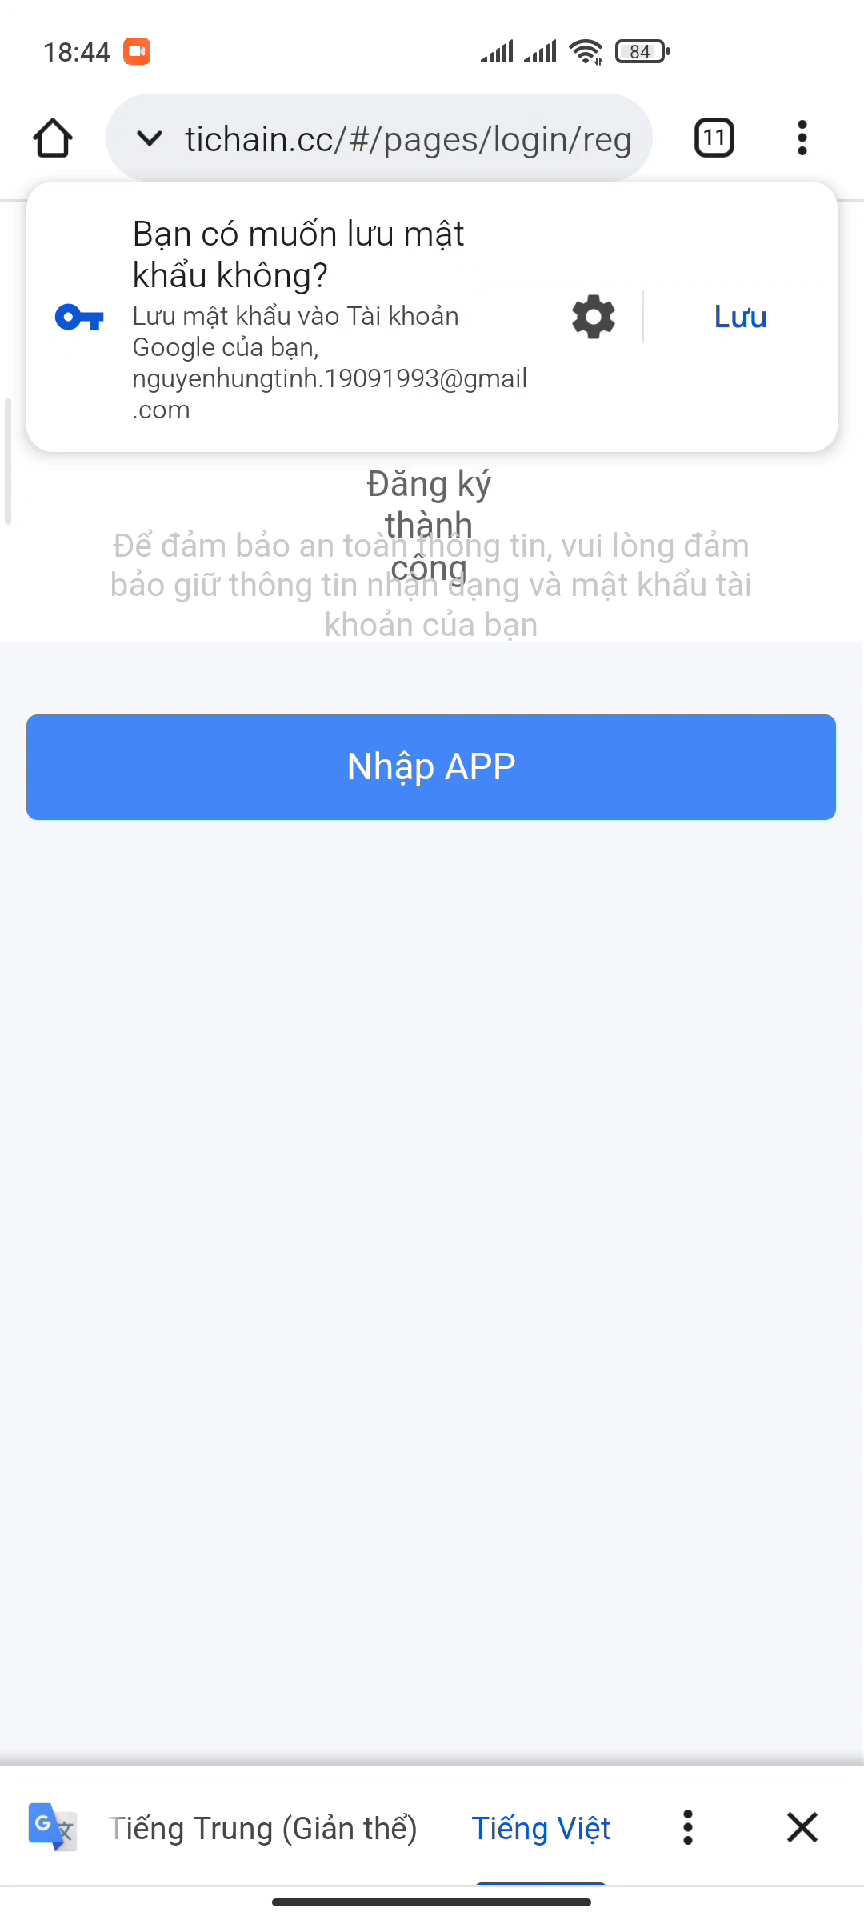 18:44
84
tichain.cc/#/pages/login/reg
11
Bạn có muốn lưu mật
khẩu không?
Lưu mật khẩu vào Tài khoản
Google của bạn,
nguyenhungtinh.19091993@gmail
.com
Lưu
Đăng ký
thành
công
Để đảm bảo an toàn thông tin, vui lòng đảm
bảo giữ thông tin nhận dạng và mật khẩu tài
khoản của bạn
Nhập APP
G 文
Tiếng Trung (Giản thể)
Tiếng Việt